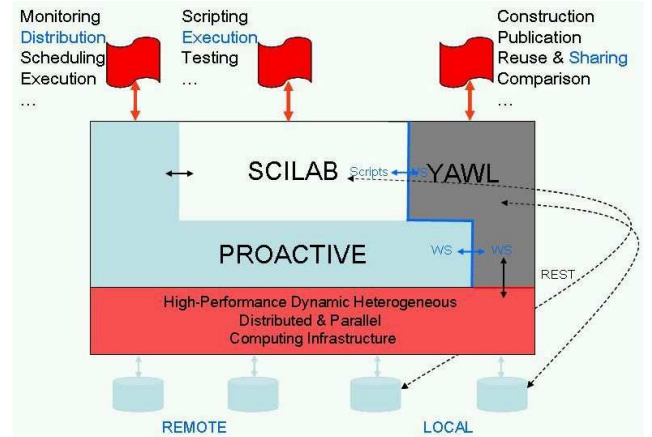 Monitoring
Distribution
Scheduling
Execution
...
Scripting
Execution
Testing
...
Construction
Publication
Reuse & Sharing
Comparison
...
SCILAB
Scripts
WS
YAWL
PROACTIVE
WS
WS
REST
High-Performance Dynamic Heterogeneous
Distributed & Parallel
Computing Infrastructure
REMOTE
LOCAL